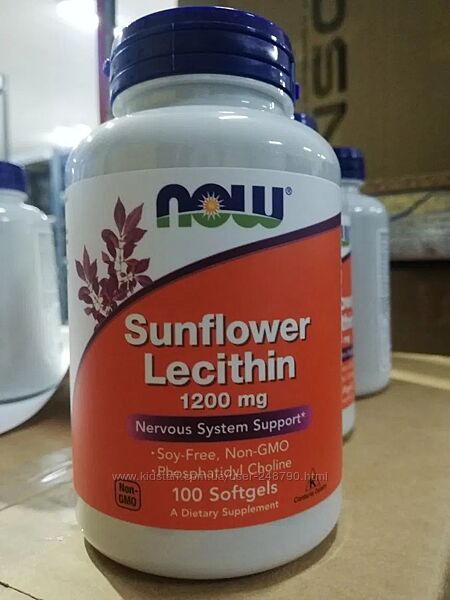 NSO
NOW®
Sunflower
Lecithin
1200 mg
Nervous System Support*
•Soy-Free, Non-GMO
•Phosphatidyl Choline
100 Softgels
A Dietary Supplement
Non-
GMO
K